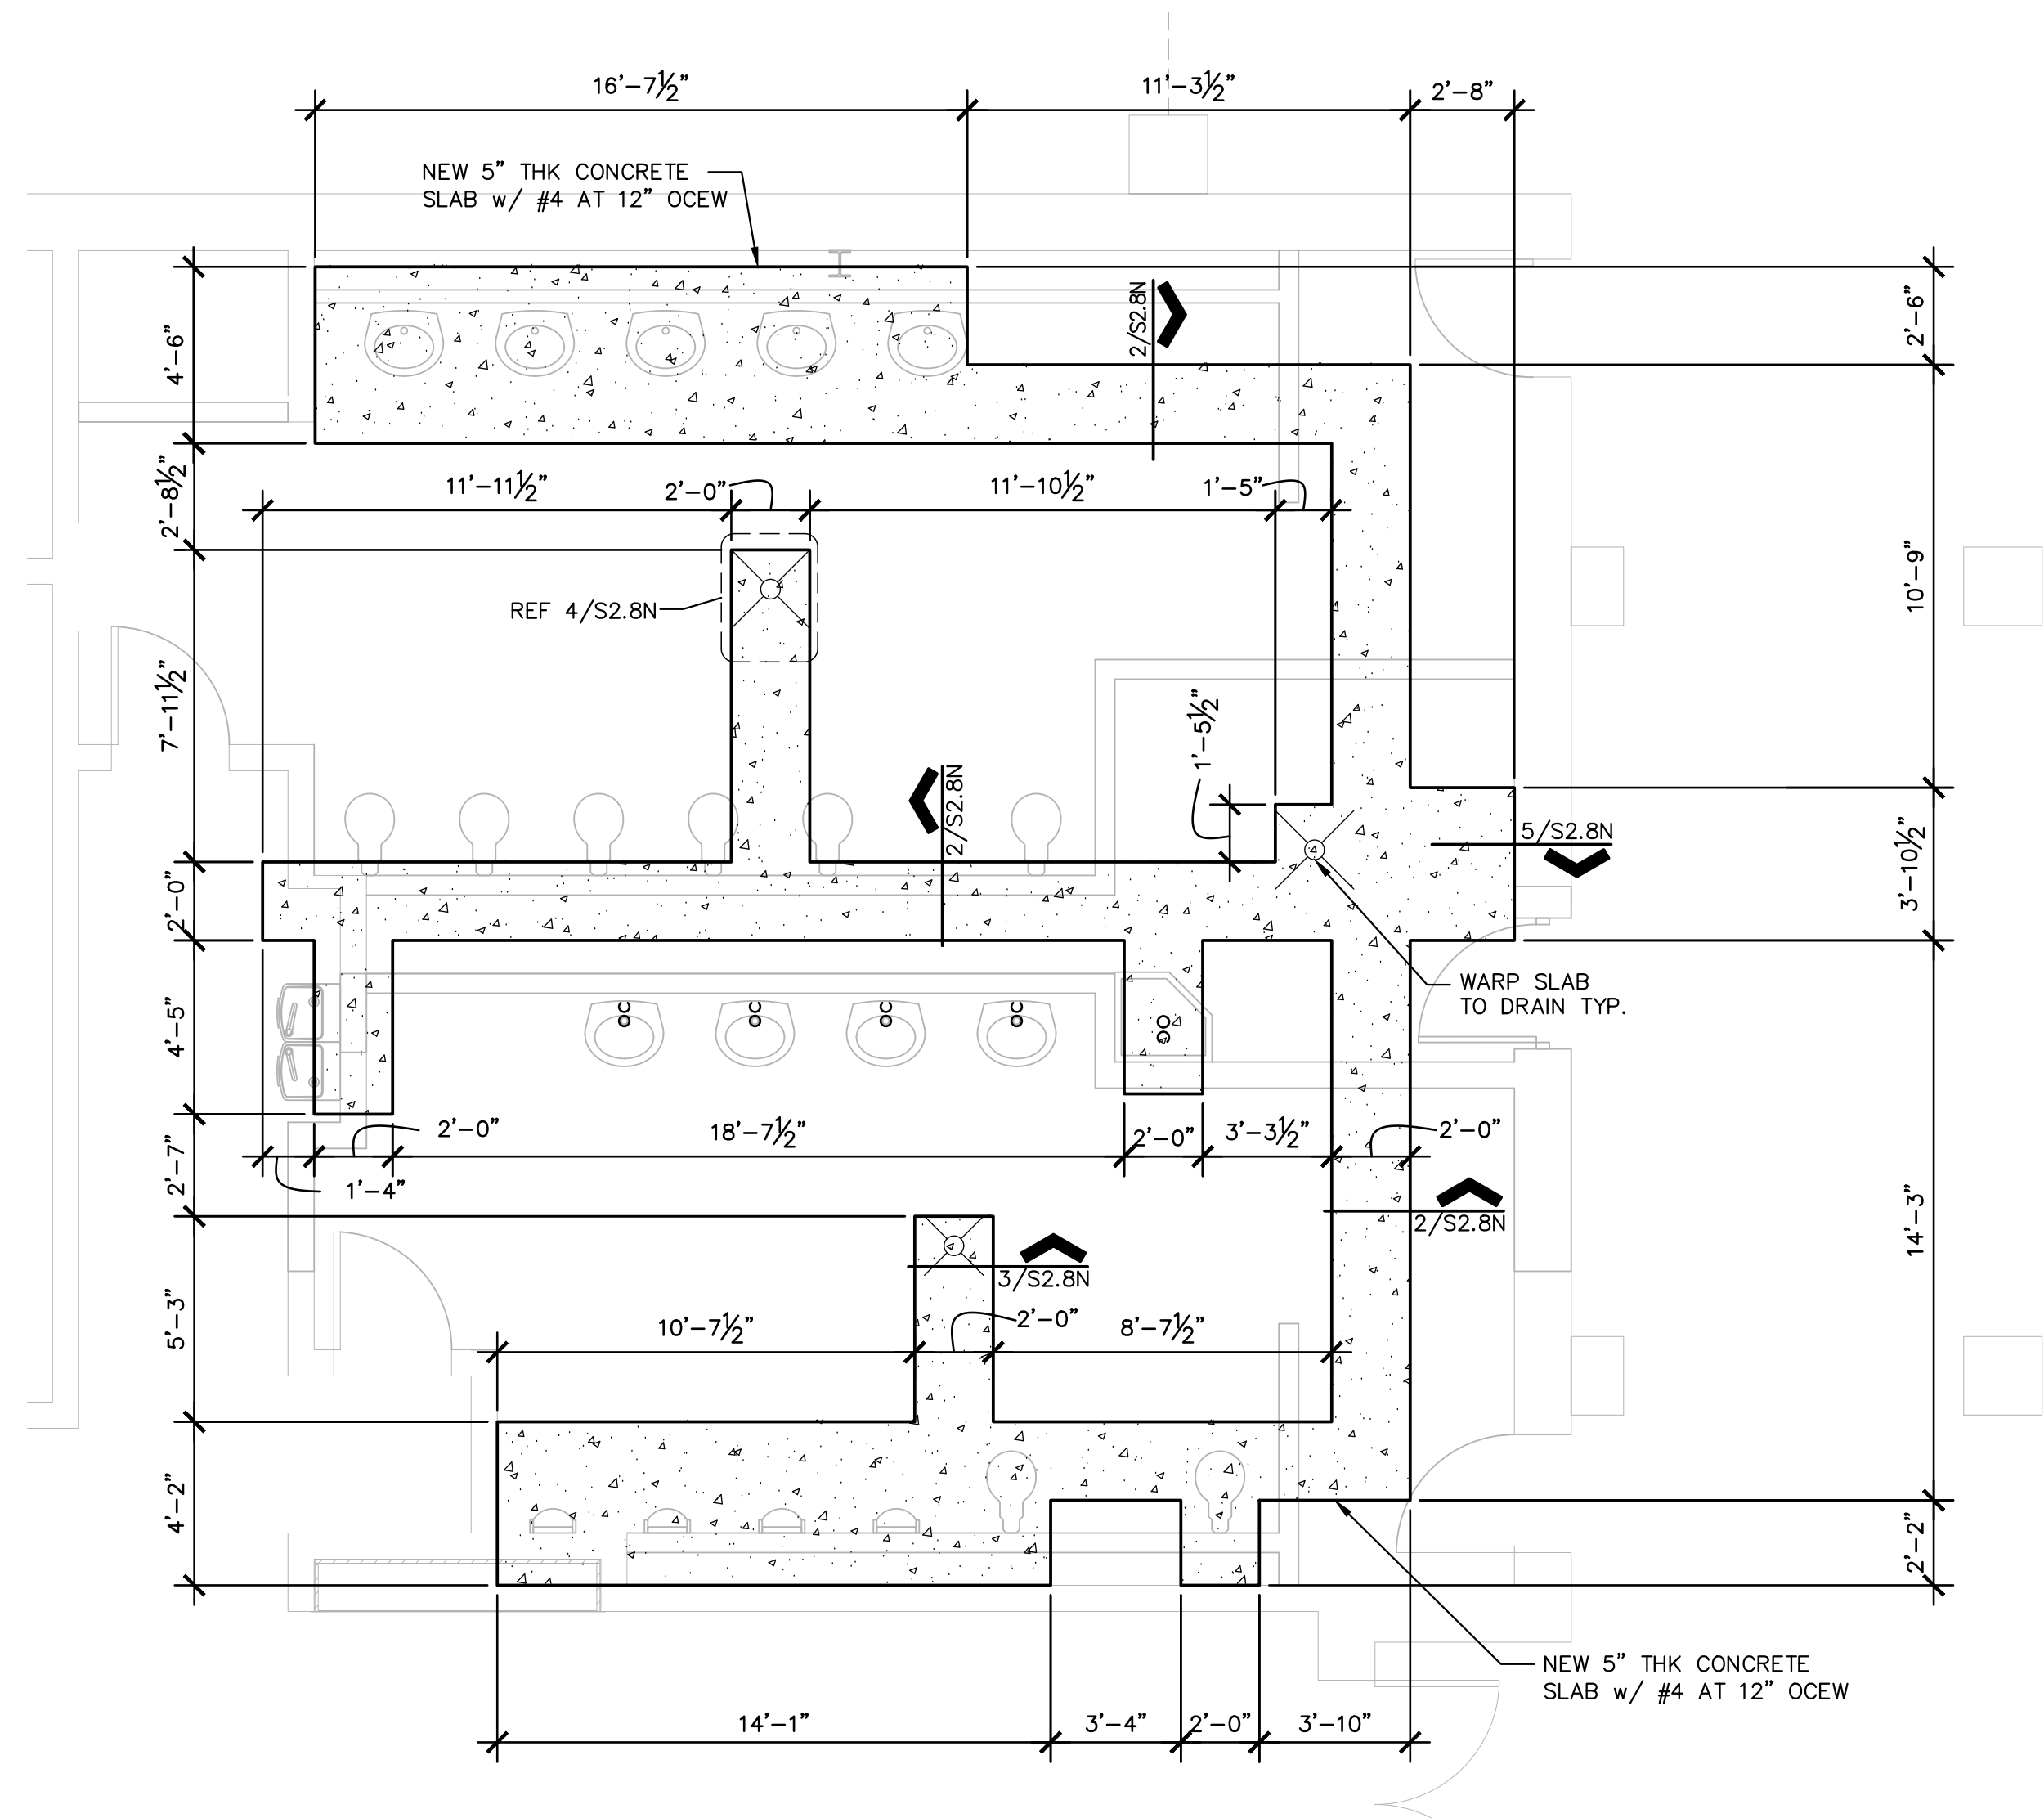 16’-7½”
11’-3½”
2’-8”
NEW 5” THK CONCRETE
SLAB w/ #4 AT 12” OCEW
2’-6”
4’-6”
2/S2.8N
2’-8½”
11’-11½”
2’-0”
11’-10½”
1’-5”
10’-9”
REF 4/S2.8N
7’-11½”
1’-5½”
2/S2.8N
5/S2.8N
3’-10½”
2’-0”
WARP SLAB
TO DRAIN TYP.
4’-5”
CO
CO
CO
CO
CO
2’-0”
18’-7½”
2’-0”
3’-3½”
2’-0”
2’-7”
1’-4”
2/S2.8N
14’-3”
3/S2.8N
5’-3”
10’-7½”
2’-0”
8’-7½”
4’-2”
2’-2”
NEW 5” THK CONCRETE
SLAB w/ #4 AT 12” OCEW
14’-1”
3’-4”
2’-0”
3’-10”